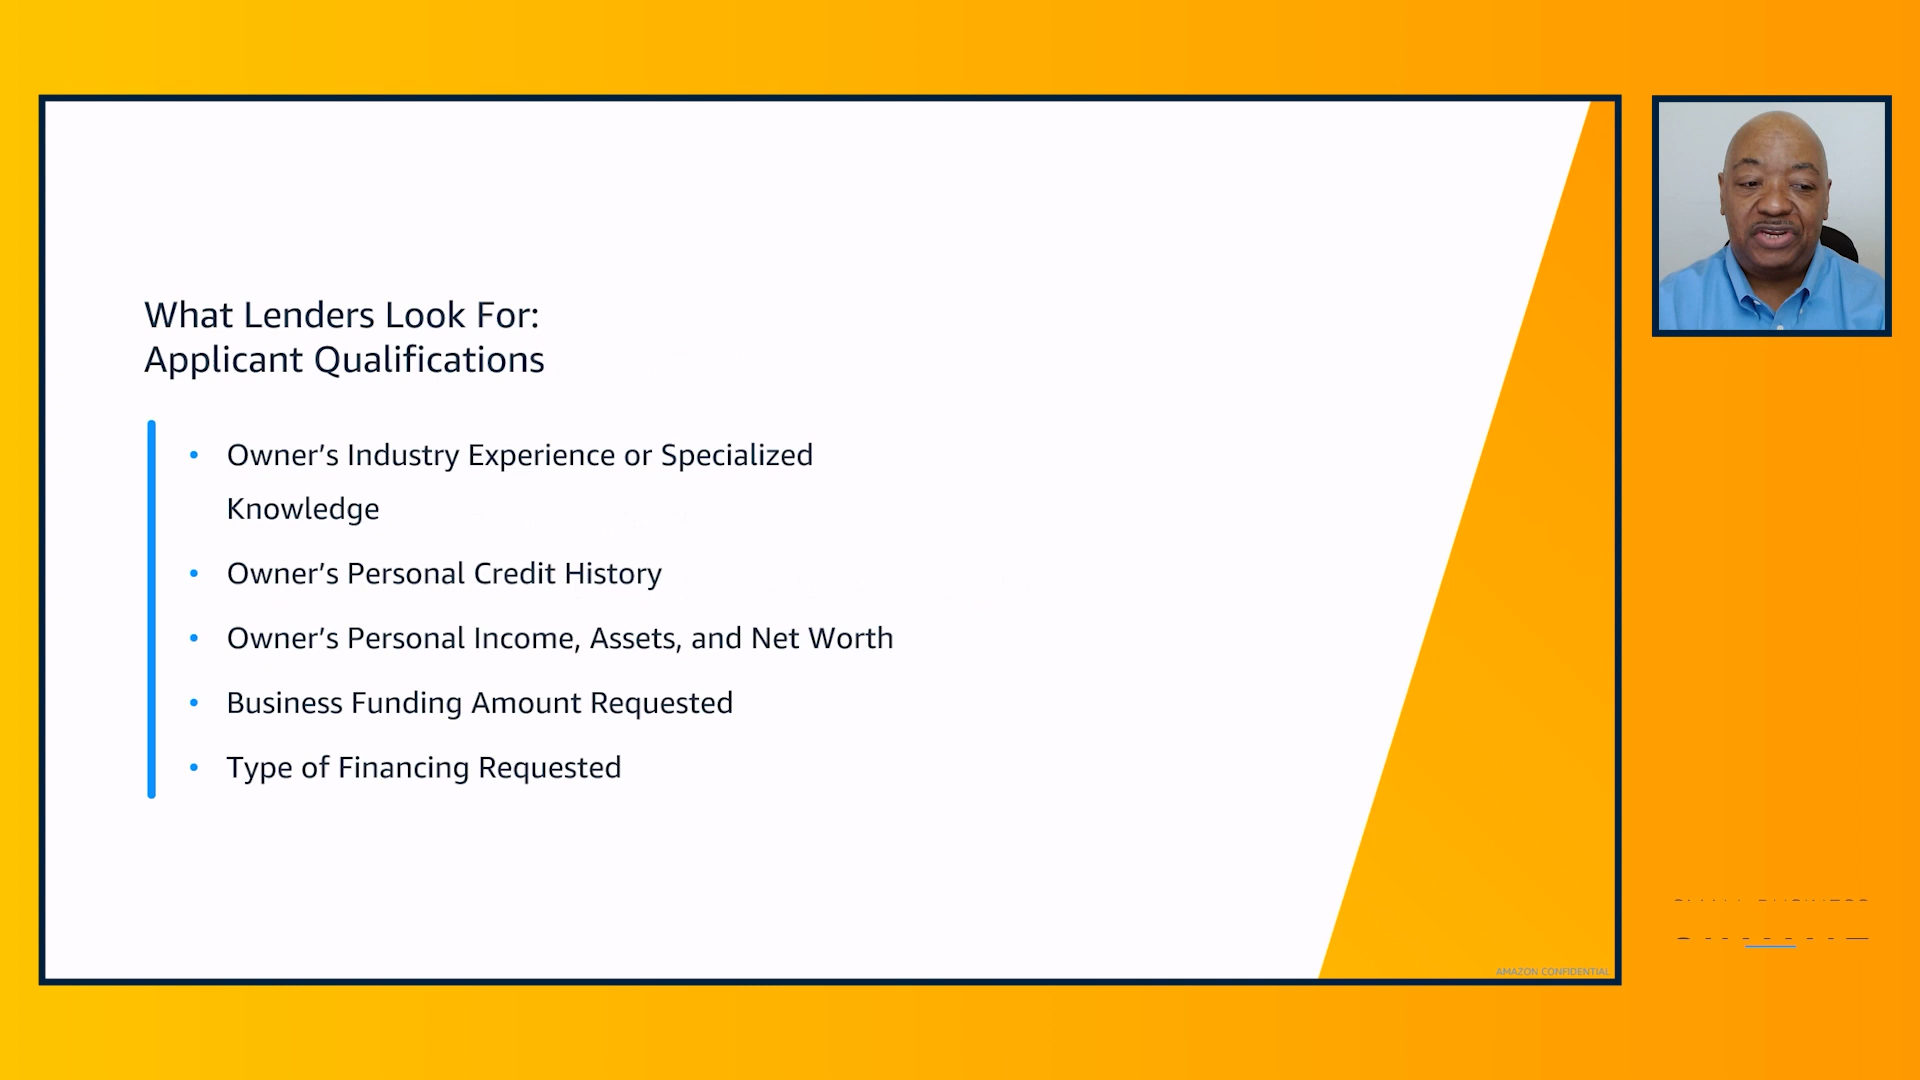 What Lenders Look For:
Applicant Qualifications
• Owner’s Industry Experience or Specialized
Knowledge
• Owner’s Personal Credit History
• Owner’s Personal Income, Assets, and Net Worth
• Business Funding Amount Requested
• Type of Financing Requested
AMAZON CONFIDENTIAL